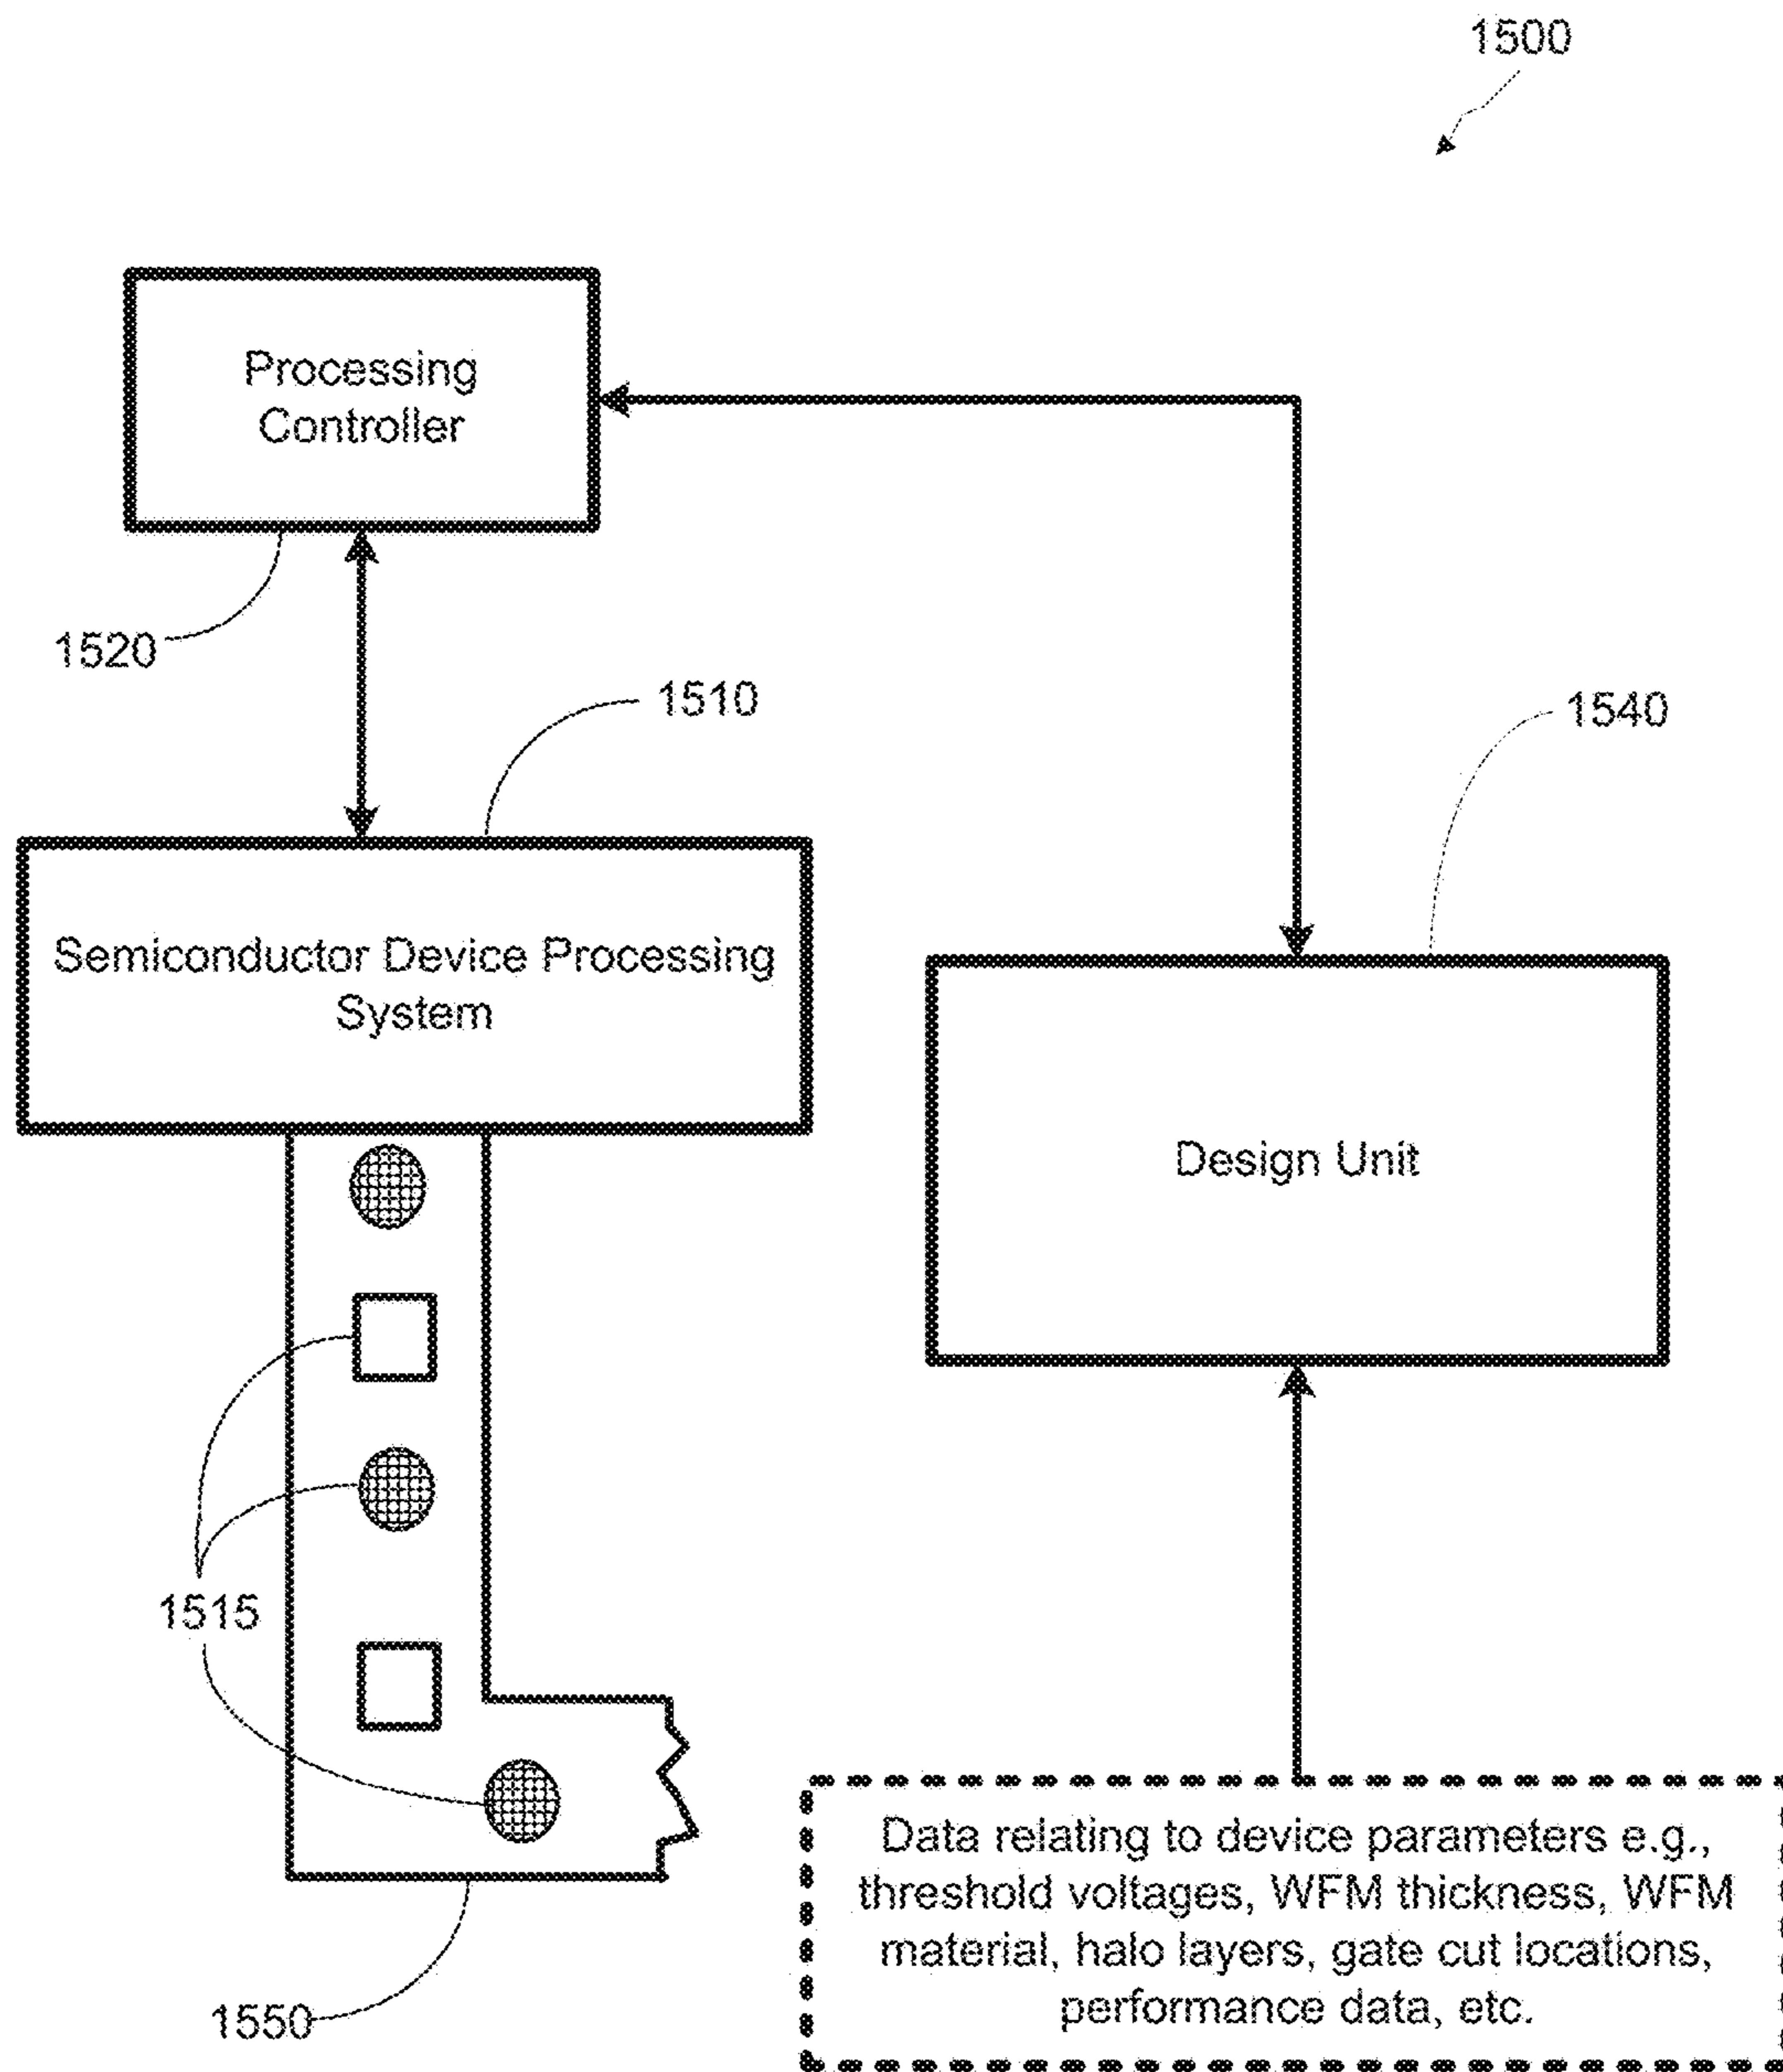 1500
Processing
Controller
1520
1510
1540
Semiconductor Device Processing
System
Design Unit
1515
Data relating to device parameters e.g.,
threshold voltages, WFM thickness, WFM
material, halo layers, gate cut locations,
performance data, etc.
1550